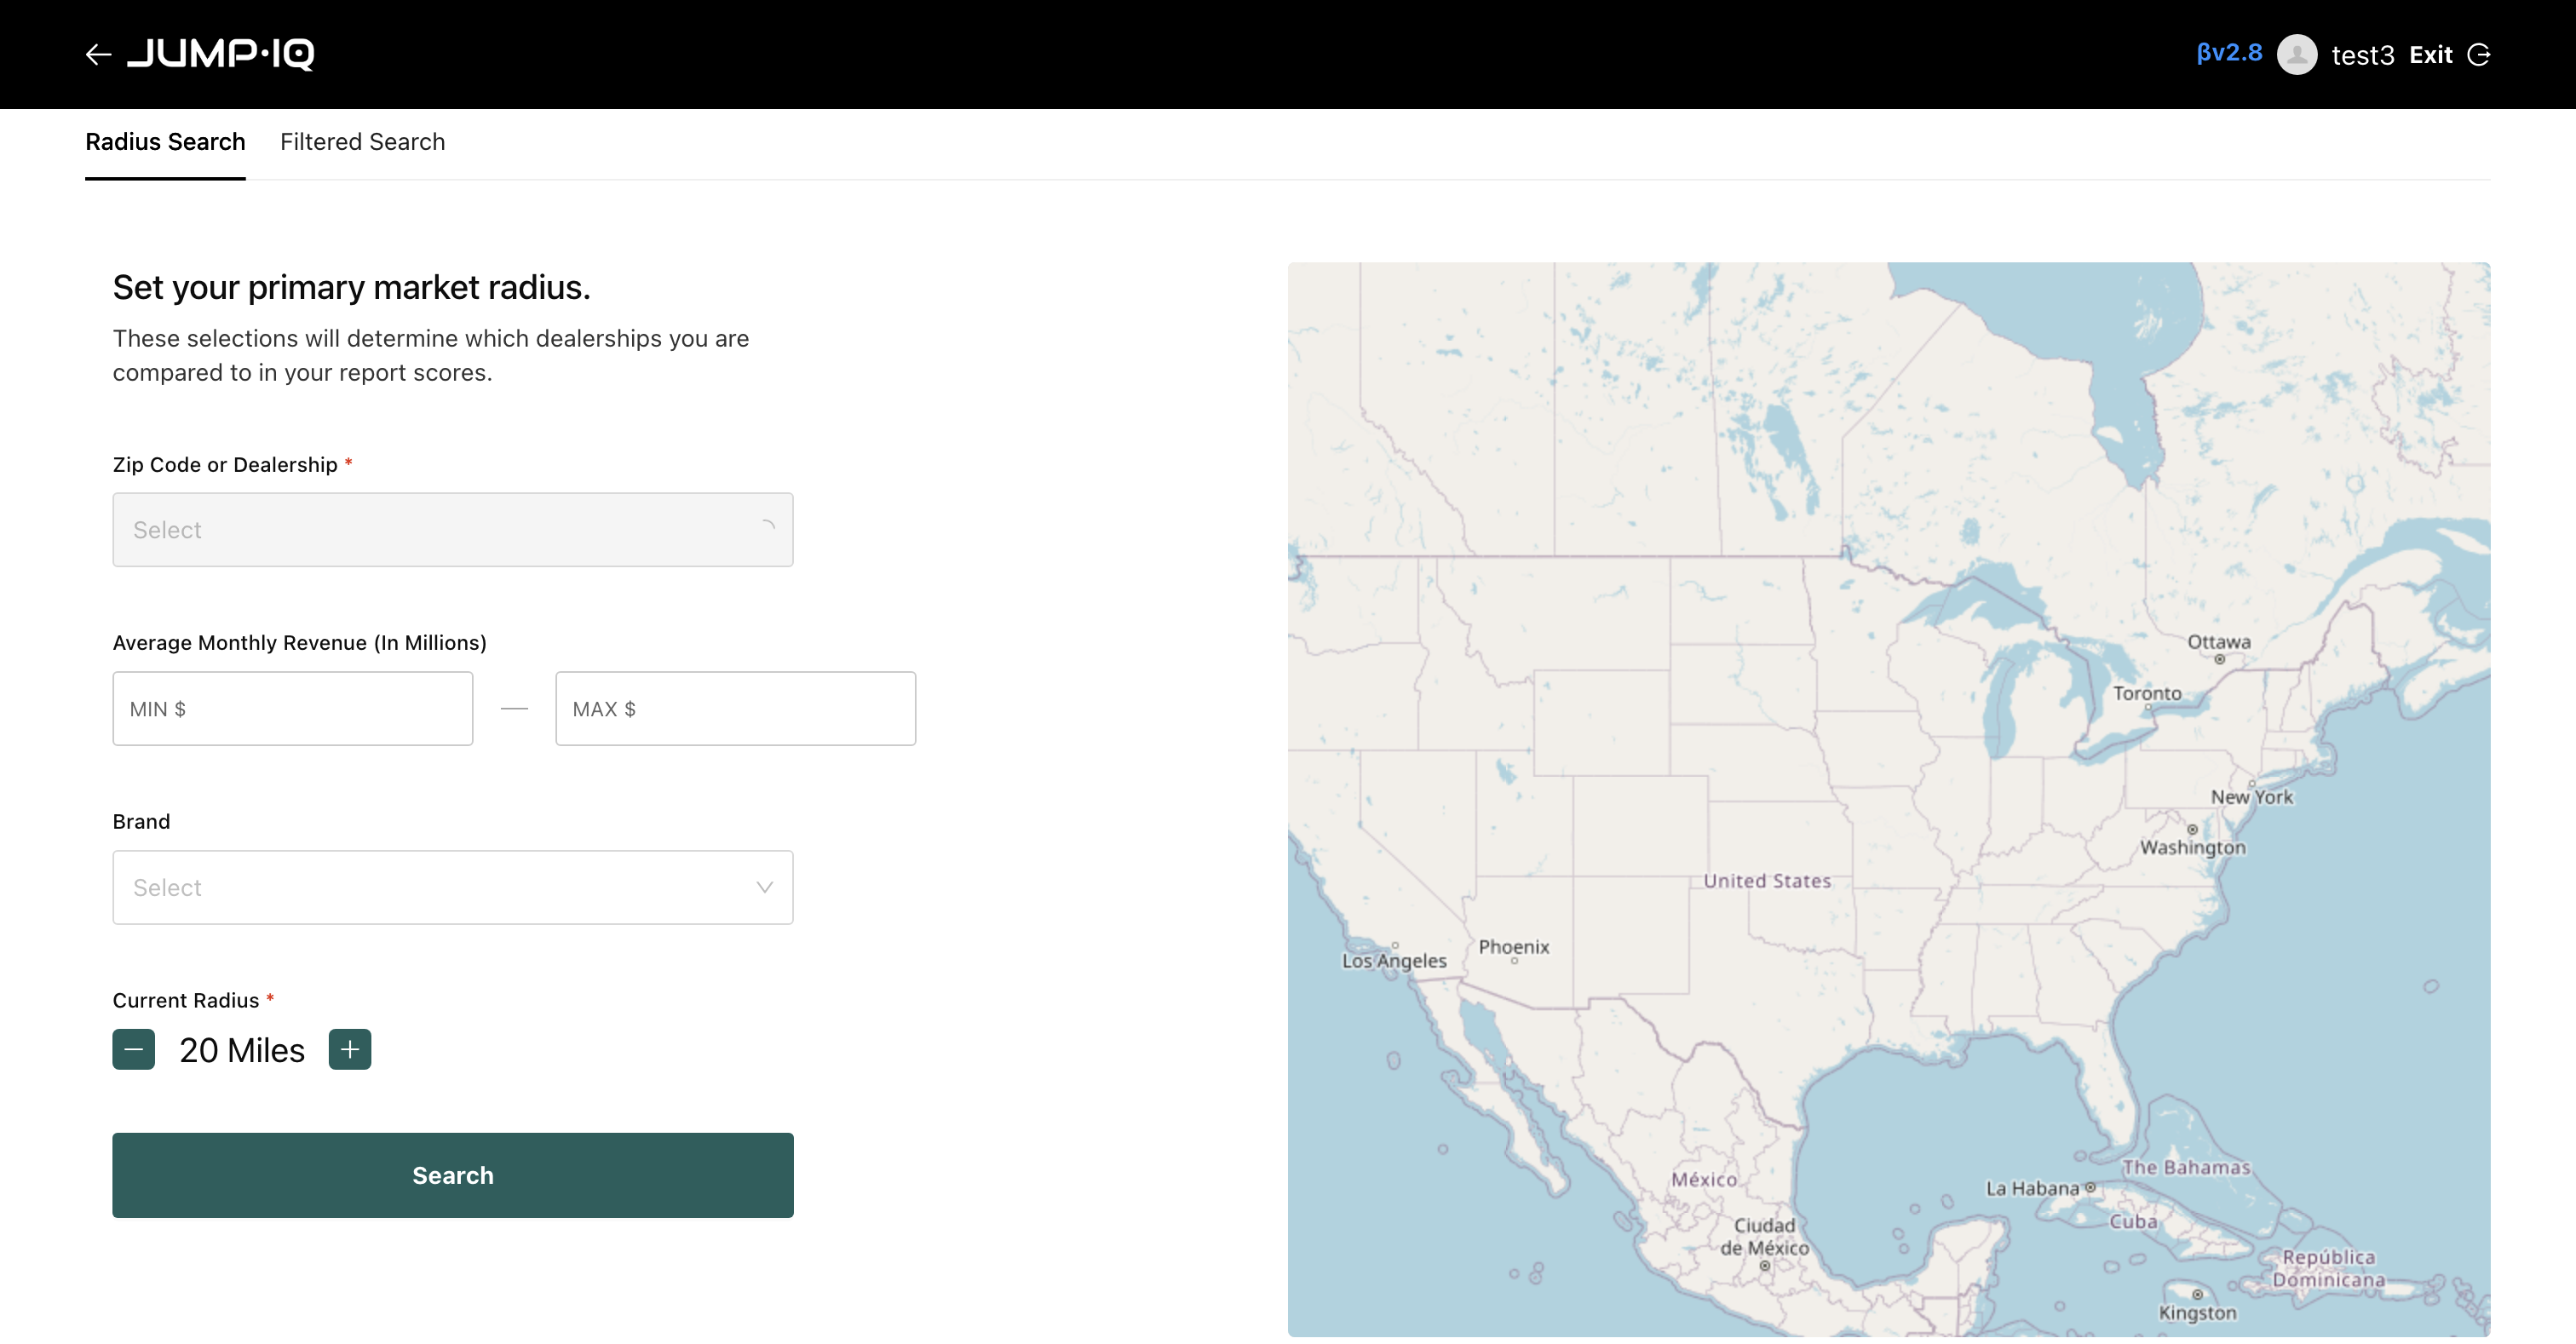 JUMP·IQ
βv2.8 test3 Exit
Radius Search Filtered Search
Set your primary market radius.
These selections will determine which dealerships you are
compared to in your report scores.
Zip Code or Dealership *
Select
Average Monthly Revenue (In Millions)
MIN $ — MAX $
Brand
Select
Current Radius *
20 Miles
Search
Ottawa
Toronto
New York
Washington
United States
Phoenix
Los Angeles
The Bahamas
México
La Habana
Cuba
Ciudad
de México
República
Dominicana
Kingston